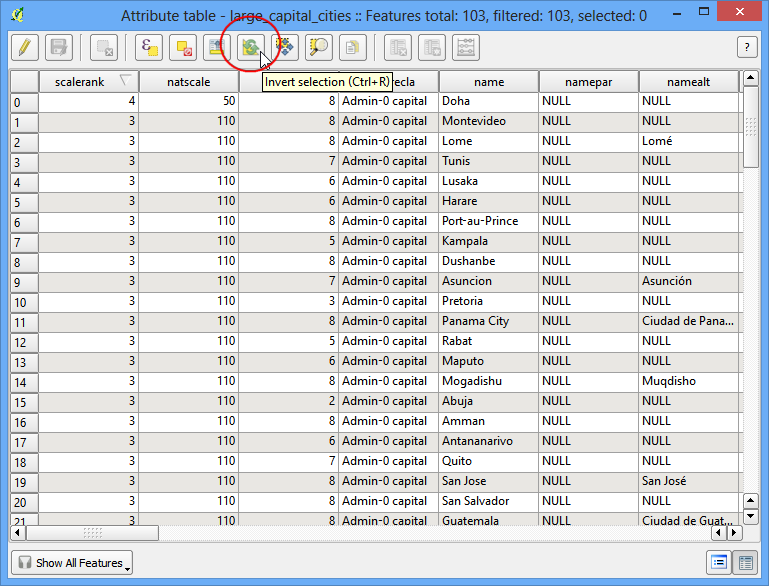 Attribute table - large_capital_cities :: Features total: 103, filtered: 103, selected: 0
?
Invert selection (Ctrl+R)
scalerank natscale recla name namepar namealt
0 4 50 8 Admin-0 capital Doha NULL NULL
1 3 110 8 Admin-0 capital Montevideo NULL NULL
2 3 110 8 Admin-0 capital Lome NULL Lomé
3 3 110 7 Admin-0 capital Tunis NULL NULL
4 3 110 6 Admin-0 capital Lusaka NULL NULL
5 3 110 6 Admin-0 capital Harare NULL NULL
6 3 110 8 Admin-0 capital Port-au-Prince NULL NULL
7 3 110 5 Admin-0 capital Kampala NULL NULL
8 3 110 8 Admin-0 capital Dushanbe NULL NULL
9 3 110 7 Admin-0 capital Asuncion NULL Asunción
10 3 110 3 Admin-0 capital Pretoria NULL NULL
11 3 110 8 Admin-0 capital Panama City NULL Ciudad de Pana...
12 3 110 5 Admin-0 capital Rabat NULL NULL
13 3 110 6 Admin-0 capital Maputo NULL NULL
14 3 110 8 Admin-0 capital Mogadishu NULL Muqdisho
15 3 110 2 Admin-0 capital Abuja NULL NULL
16 3 110 8 Admin-0 capital Amman NULL NULL
17 3 110 6 Admin-0 capital Antananarivo NULL NULL
18 3 110 7 Admin-0 capital Quito NULL NULL
19 3 110 8 Admin-0 capital San Jose NULL San José
20 3 110 8 Admin-0 capital San Salvador NULL NULL
21 3 110 8 Admin-0 capital Guatemala NULL Ciudad de Guat...
Show All Features